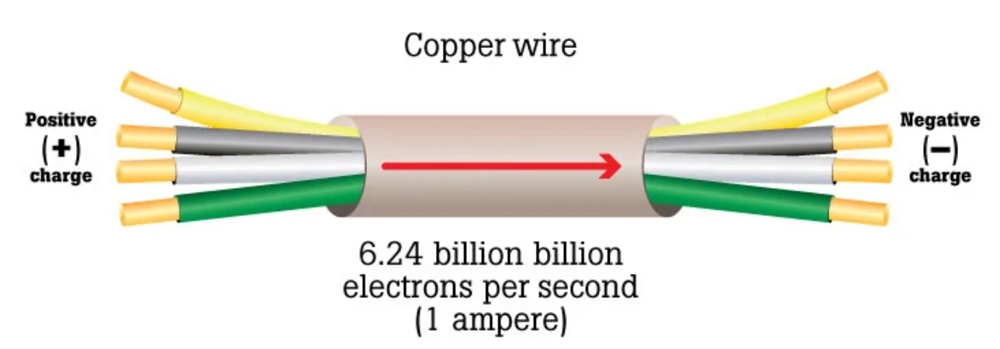 Copper wire
Positive
(+)
charge
Negative
(−)
charge
6.24 billion billion
electrons per second
(1 ampere)